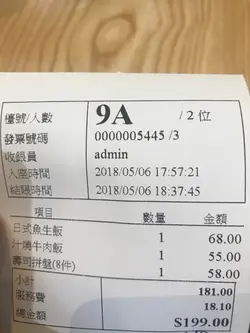 檯號/人數 9A / 2 位
發票號碼 0000005445 /3
收銀員 admin
入座時間 2018/05/06 17:57:21
結賬時間 2018/05/06 18:37:45
項目 數量 金額
日式魚生飯 1 68.00
汁燒牛肉飯 1 55.00
壽司拼盤(8件) 1 58.00
小計 181.00
服務費 18.10
總金額 $199.00